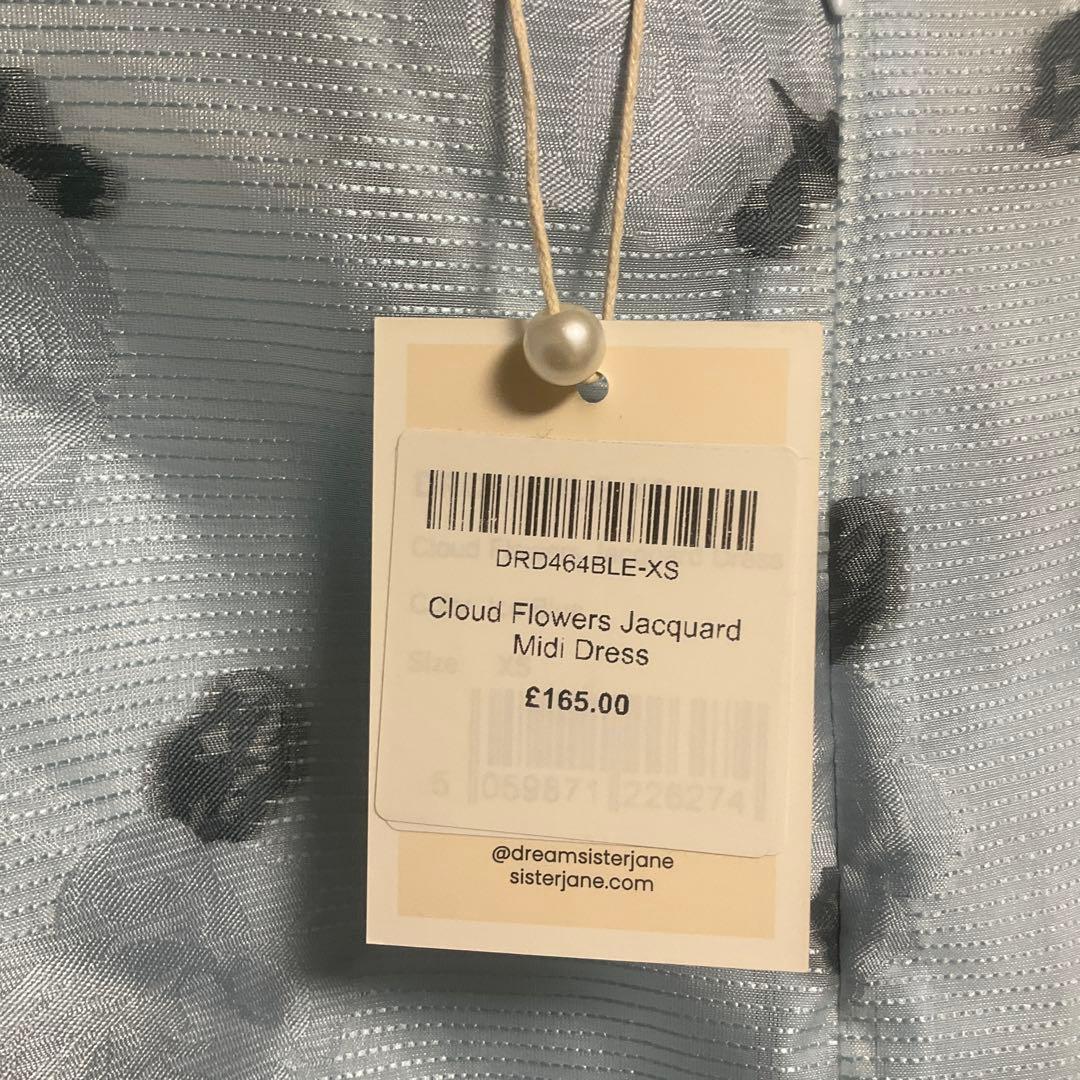 DRD464BLE-XS
Cloud Flowers Jacquard
Midi Dress
£165.00
Size XS
5 059871 226274
@dreamsisterjane
sisterjane.com